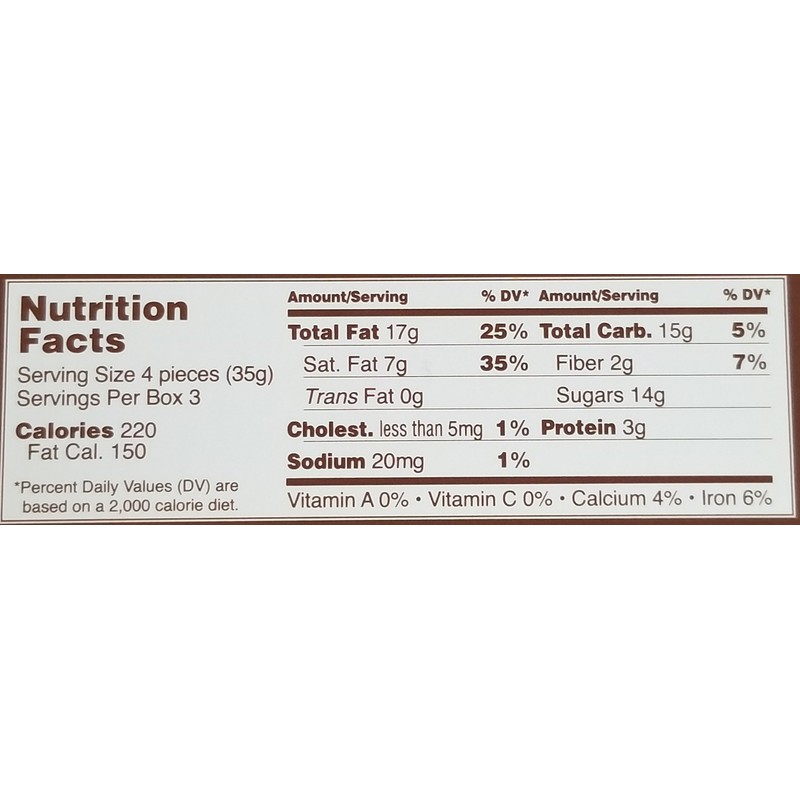 Nutrition
Facts
Serving Size 4 pieces (35g)
Servings Per Box 3
Calories 220
Fat Cal. 150
*Percent Daily Values (DV) are
based on a 2,000 calorie diet.
Amount/Serving % DV* Amount/Serving % DV*
Total Fat 17g 25% Total Carb. 15g 5%
Sat. Fat 7g 35% Fiber 2g 7%
Trans Fat 0g Sugars 14g
Cholest. less than 5mg 1% Protein 3g
Sodium 20mg 1%
Vitamin A 0% • Vitamin C 0% • Calcium 4% • Iron 6%